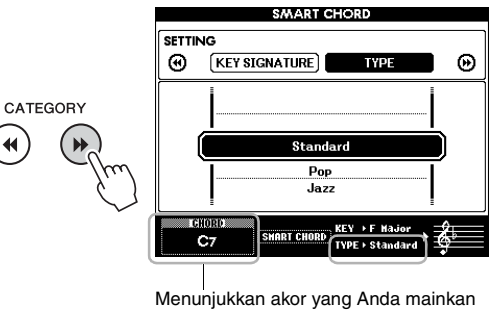 SMART CHORD
SETTING
KEY SIGNATURE TYPE
CATEGORY
Standard
Pop
Jazz
CHORD
C7
SMART CHORD
KEY ▸ F Major
TYPE ▸ Standard
Menunjukkan akor yang Anda mainkan